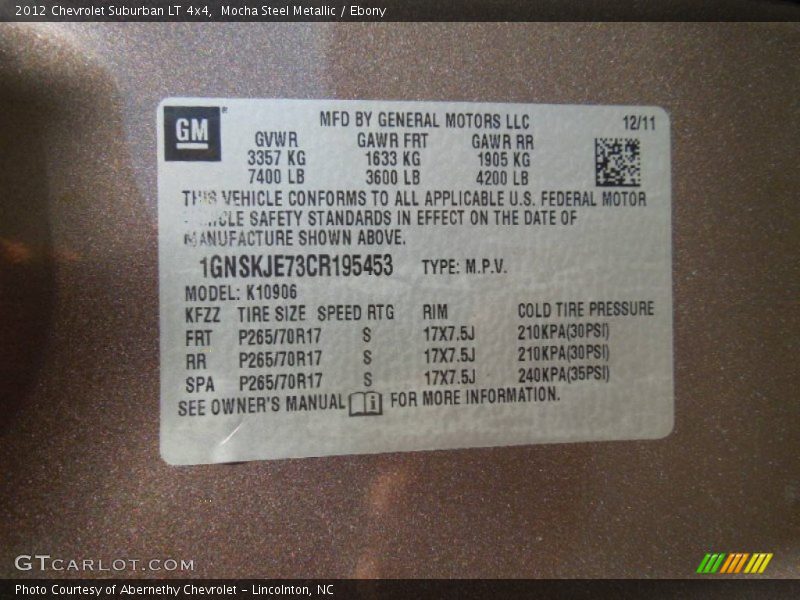 2012 Chevrolet Suburban LT 4x4, Mocha Steel Metallic / Ebony
GM ®
MFD BY GENERAL MOTORS LLC 12/11
GVWR GAWR FRT GAWR RR
3357 KG 1633 KG 1905 KG
7400 LB 3600 LB 4200 LB
THIS VEHICLE CONFORMS TO ALL APPLICABLE U.S. FEDERAL MOTOR
VEHICLE SAFETY STANDARDS IN EFFECT ON THE DATE OF
MANUFACTURE SHOWN ABOVE.
1GNSKJE73CR195453 TYPE: M.P.V.
MODEL: K10906
KFZZ TIRE SIZE SPEED RTG RIM COLD TIRE PRESSURE
FRT P265/70R17 S 17X7.5J 210KPA(30PSI)
RR P265/70R17 S 17X7.5J 210KPA(30PSI)
SPA P265/70R17 S 17X7.5J 240KPA(35PSI)
SEE OWNER'S MANUAL i FOR MORE INFORMATION.
GTCARLOT.COM
Photo Courtesy of Abernethy Chevrolet – Lincolnton, NC